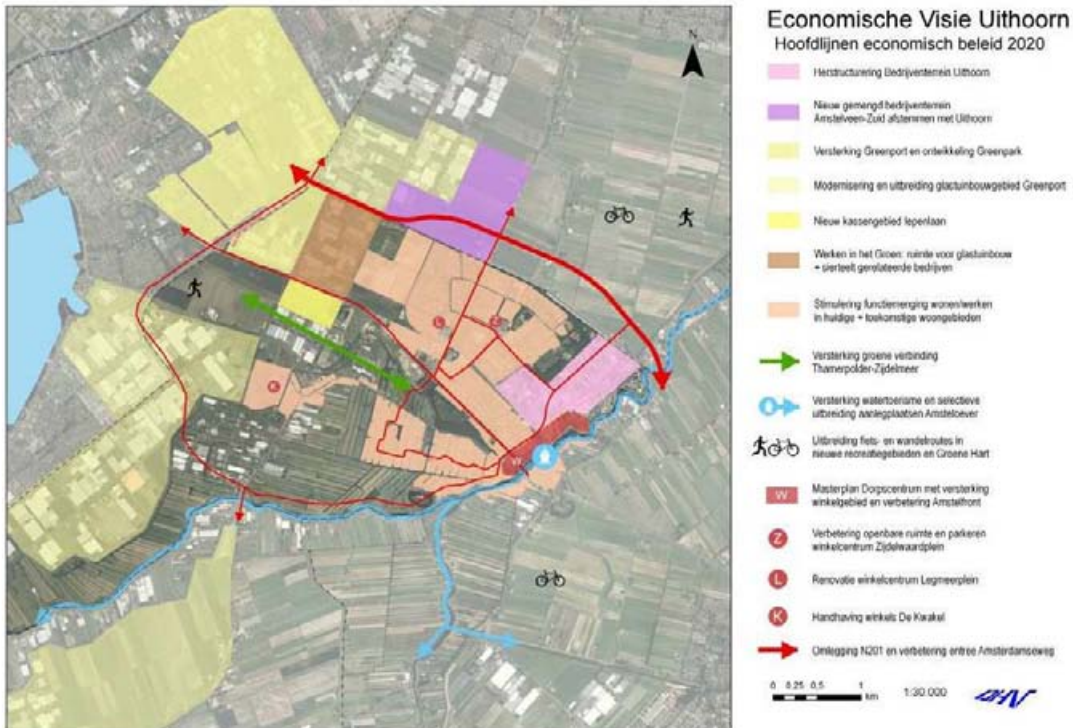 Economische Visie Uithoorn
Hoofdlijnen economisch beleid 2020
N
Herstructurering Bedrijventerrein Uithoorn
Nieuw gemengd bedrijventerrein
Amstelveen-Zuid afstemmen met Uithoorn
Versterking Greenport en ontwikkeling Greenpark
Modernisering en uitbreiding glastuinbouwgebied Greenport
Nieuw kassengebied Iepenlaan
Werken in het Groen: ruimte voor glastuinbouw
+ sierteelt gerelateerde bedrijven
Stimulering functiemenging wonen/werken
in huidige + toekomstige woongebieden
Versterking groene verbinding
Thamerpolder-Zijdelmeer
Versterking watertoerisme en selectieve
uitbreiding aanlegplaatsen Amsteloever
Uitbreiding fiets- en wandelroutes in
nieuwe recreatiegebieden en Groene Hart
W
Masterplan Dorpscentrum met versterking
winkelgebied en verbetering Amstelfront
Z
Verbetering openbare ruimte en parkeren
winkelcentrum Zijdelwaardplein
L
Renovatie winkelcentrum Legmeerplein
K
Handhaving winkels De Kwakel
Omlegging N201 en verbetering entree Amsterdamseweg
0 0,25 0,5 1
km
1:30.000
DHV
L
Z
K
W